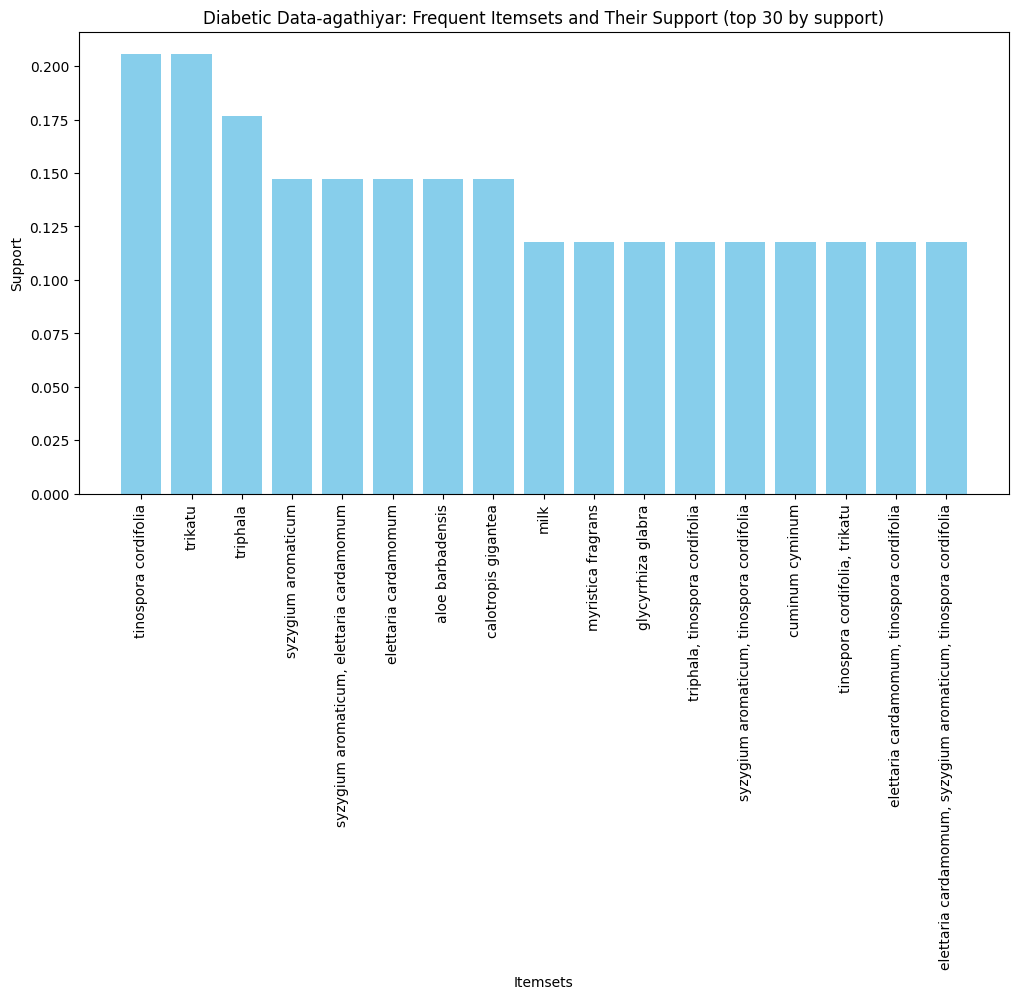 Diabetic Data-agathiyar: Frequent Itemsets and Their Support (top 30 by support)
Support
0.200
0.175
0.150
0.125
0.100
0.075
0.050
0.025
0.000
tinospora cordifolia
trikatu
triphala
syzygium aromaticum
syzygium aromaticum, elettaria cardamomum
elettaria cardamomum
aloe barbadensis
calotropis gigantea
milk
myristica fragrans
glycyrrhiza glabra
triphala, tinospora cordifolia
syzygium aromaticum, tinospora cordifolia
cuminum cyminum
tinospora cordifolia, trikatu
elettaria cardamomum, tinospora cordifolia
elettaria cardamomum, syzygium aromaticum, tinospora cordifolia
Itemsets